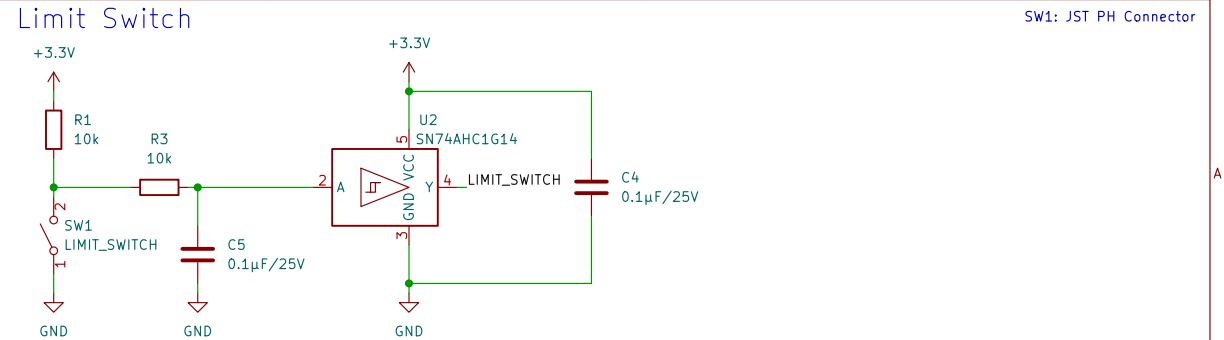 Limit Switch
SW1: JST PH Connector
+3.3V
+3.3V
R1
10k
R3
10k
U2
SN74AHC1G14
5
VCC
2
A
Y
4
LIMIT_SWITCH
GND
3
C4
0.1µF/25V
2
SW1
LIMIT_SWITCH
1
C5
0.1µF/25V
GND
GND
GND
A